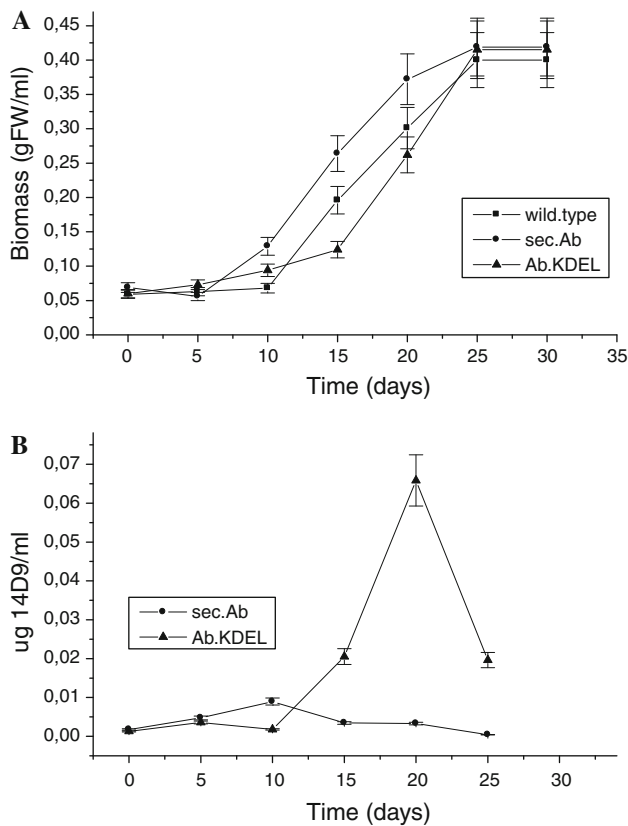 A
Biomass (gFW/ml)
0,45
0,40
0,35
0,30
0,25
0,20
0,15
0,10
0,05
0,00
wild.type
sec.Ab
Ab.KDEL
0 5 10 15 20 25 30 35
Time (days)
B
ug 14D9/ml
0,07
0,06
0,05
0,04
0,03
0,02
0,01
0,00
sec.Ab
Ab.KDEL
0 5 10 15 20 25 30
Time (days)